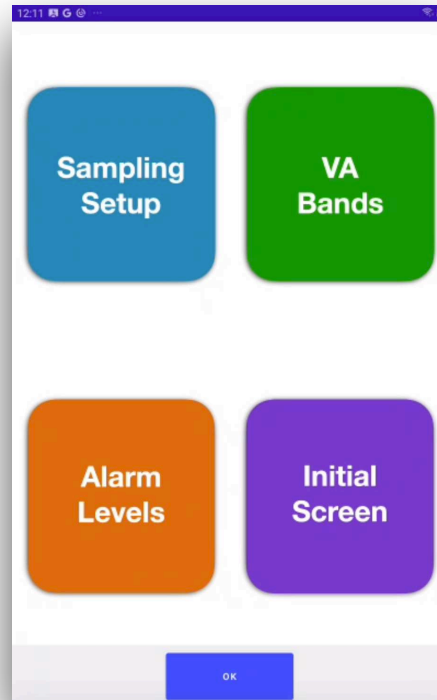 12:11
Sampling
Setup
VA
Bands
Alarm
Levels
Initial
Screen
OK